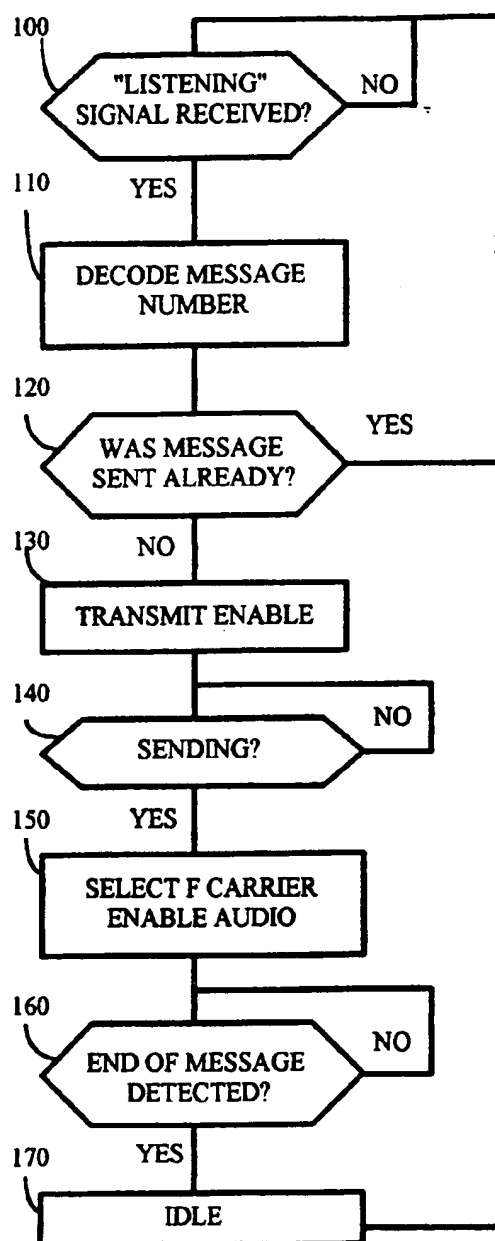 100
"LISTENING"
SIGNAL RECEIVED?
NO
YES
110
DECODE MESSAGE
NUMBER
120
WAS MESSAGE
SENT ALREADY?
YES
NO
130
TRANSMIT ENABLE
140
SENDING?
NO
YES
150
SELECT F CARRIER
ENABLE AUDIO
160
END OF MESSAGE
DETECTED?
NO
YES
170
IDLE